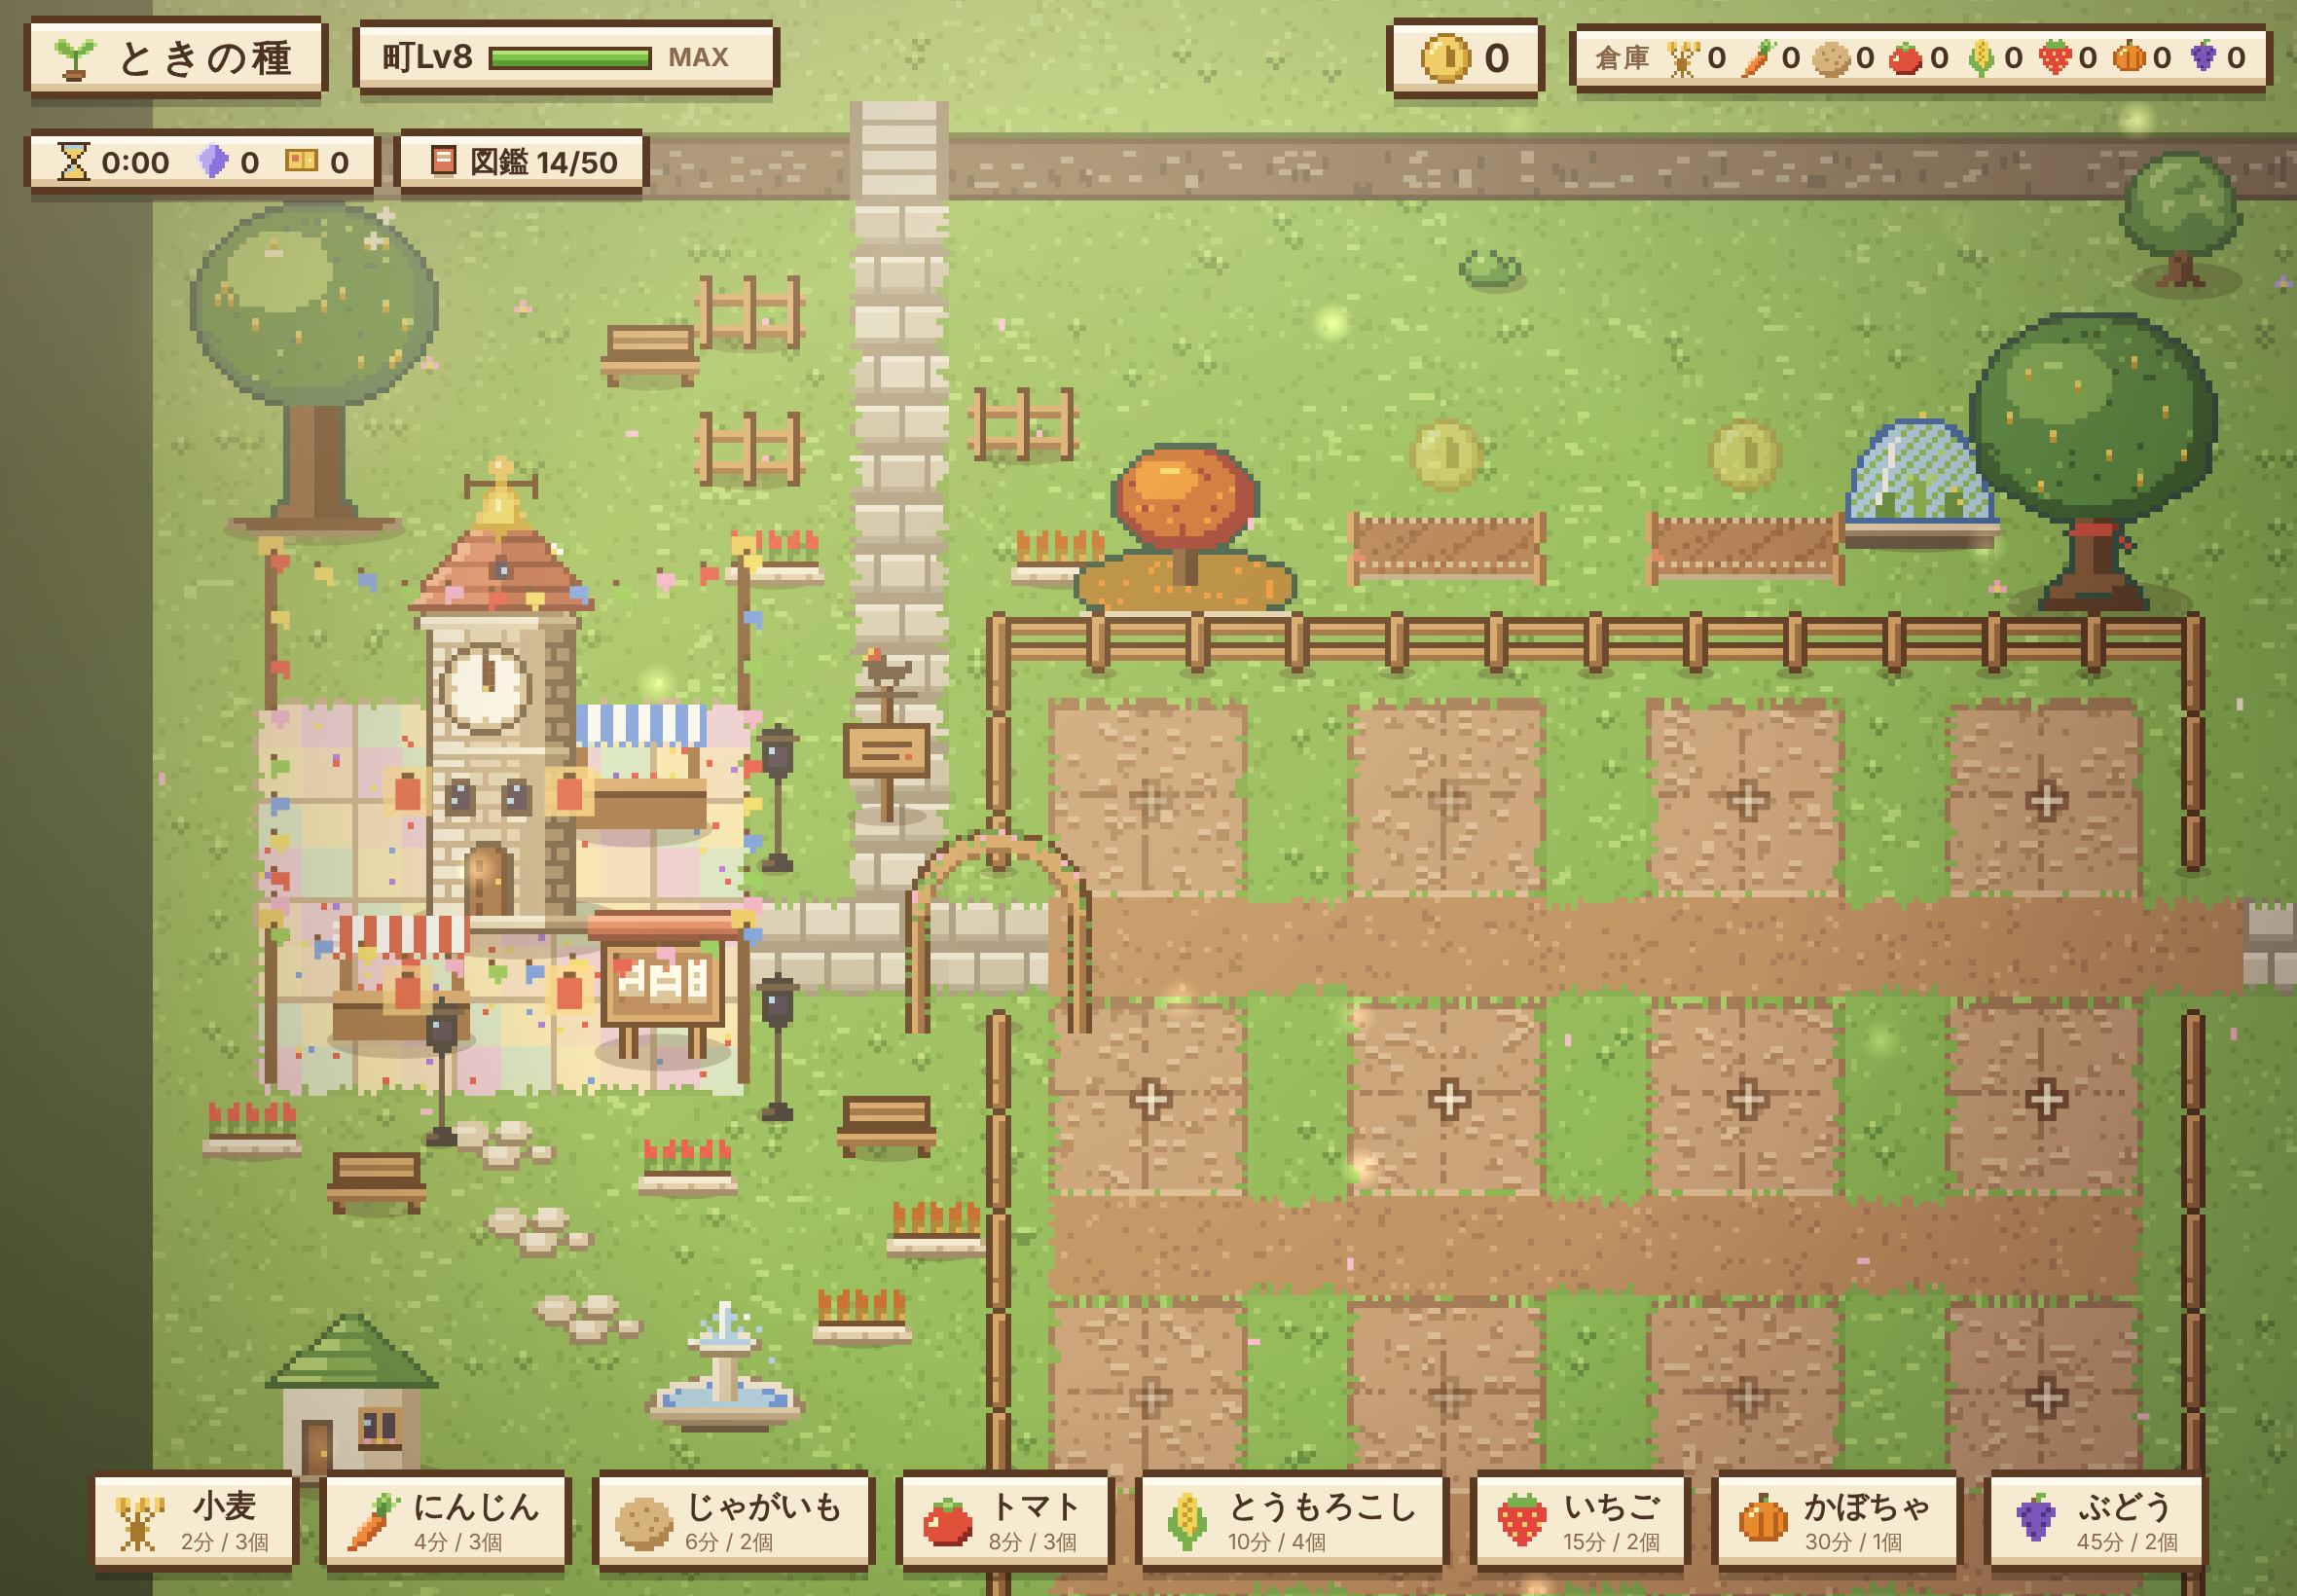 ときの種
町Lv8 MAX
0
倉庫 0 0 0 0 0 0 0 0
0:00 0 0
図鑑 14/50
小麦
2分 / 3個
にんじん
4分 / 3個
じゃがいも
6分 / 2個
トマト
8分 / 3個
とうもろこし
10分 / 4個
いちご
15分 / 2個
かぼちゃ
30分 / 1個
ぶどう
45分 / 2個